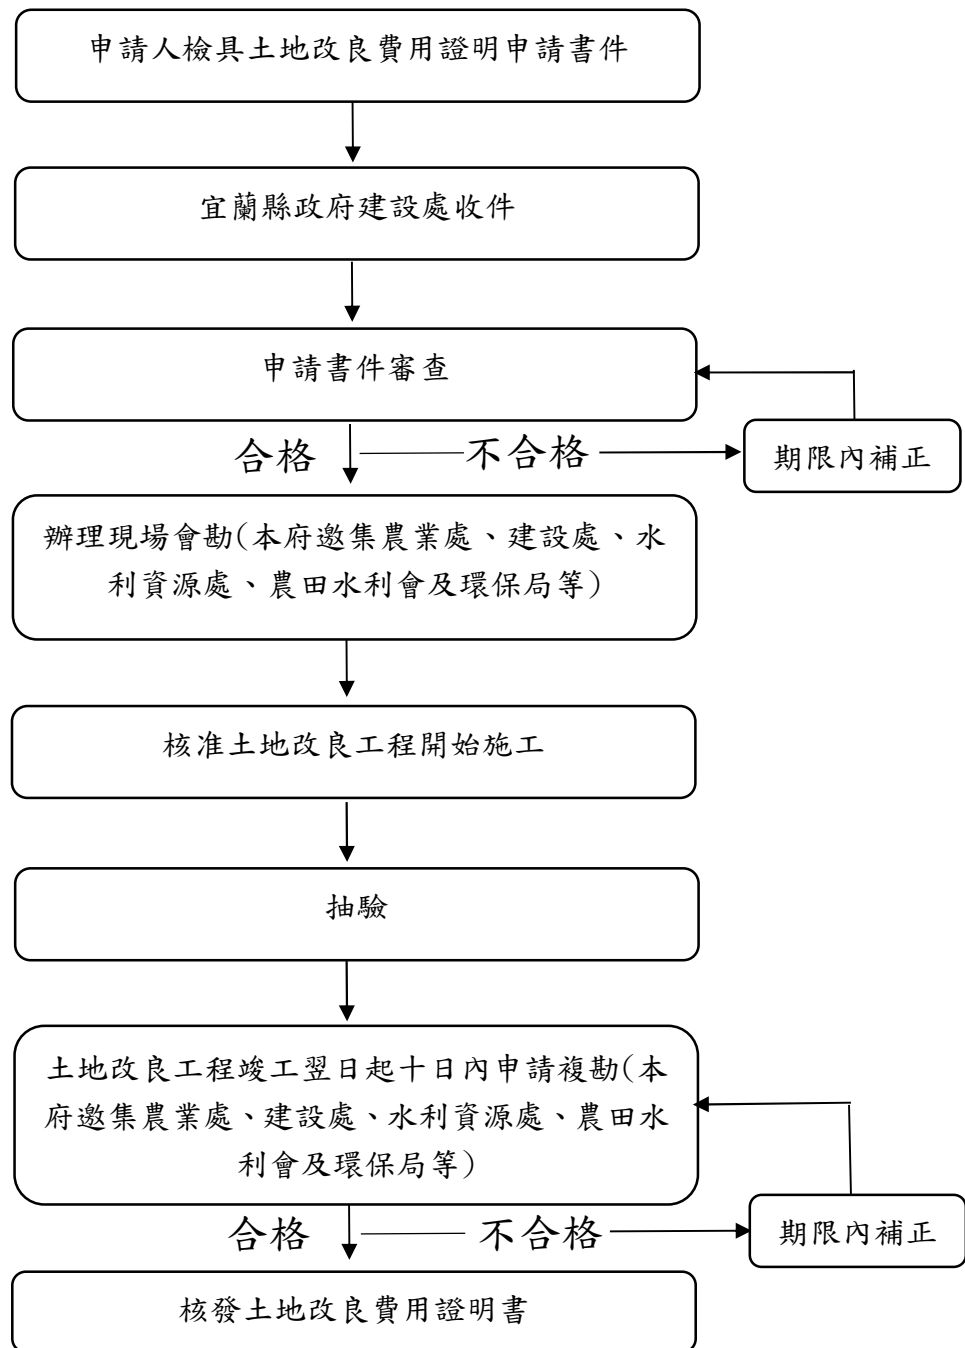 申請人檢具土地改良費用證明申請書件
宜蘭縣政府建設處收件
申請書件審查
合格
不合格
期限內補正
辦理現場會勘(本府邀集農業處、建設處、水
利資源處、農田水利會及環保局等)
核准土地改良工程開始施工
抽驗
土地改良工程竣工翌日起十日內申請複勘(本
府邀集農業處、建設處、水利資源處、農田水
利會及環保局等)
合格
不合格
期限內補正
核發土地改良費用證明書